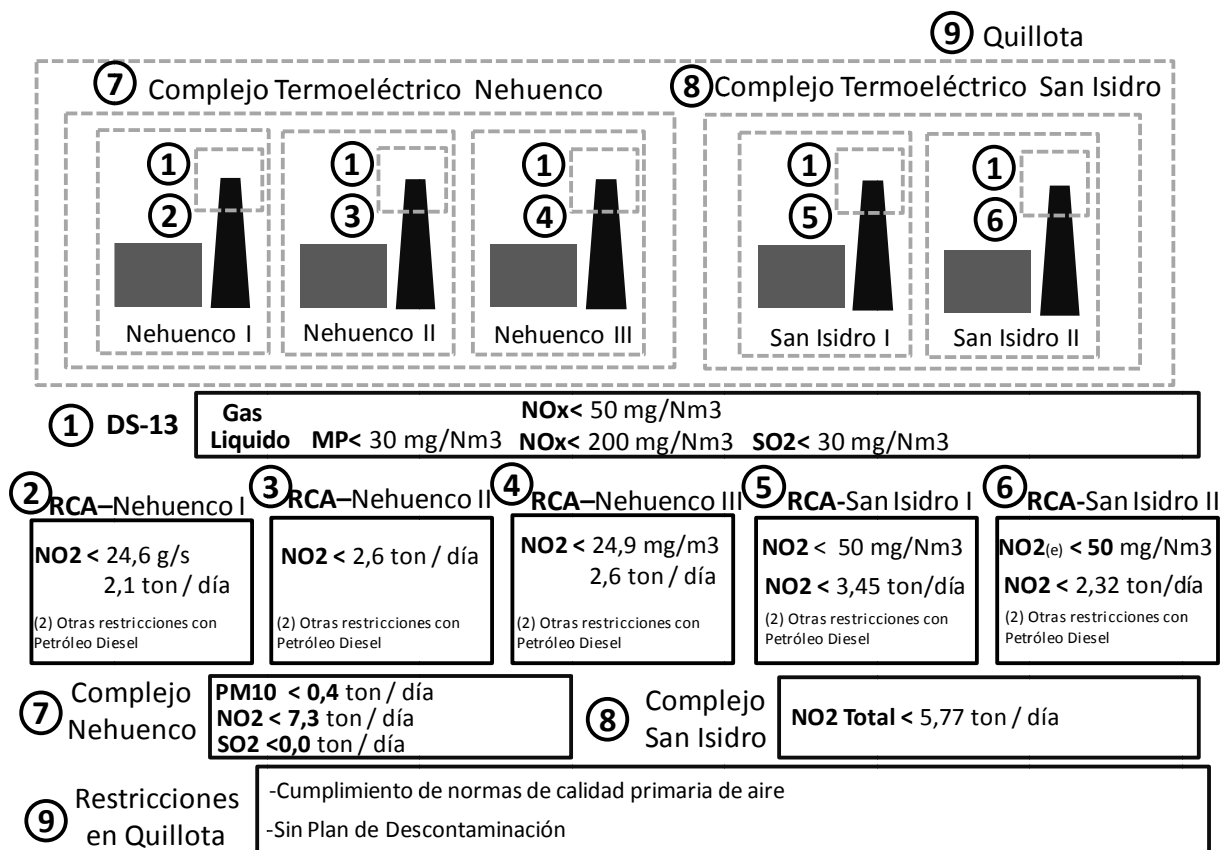 9 Quillota
7 Complejo Termoeléctrico Nehuenco
8 Complejo Termoeléctrico San Isidro
1 1 1 1 1
2 3 4 5 6
Nehuenco I
Nehuenco II
Nehuenco III
San Isidro I
San Isidro II
1 DS-13
Gas NOx< 50 mg/Nm3
Liquido MP< 30 mg/Nm3 NOx< 200 mg/Nm3 SO2< 30 mg/Nm3
2 RCA–Nehuenco I
NO2 < 24,6 g/s
2,1 ton / día
(2) Otras restricciones con
Petróleo Diesel
3 RCA–Nehuenco II
NO2 < 2,6 ton / día
(2) Otras restricciones con
Petróleo Diesel
4 RCA–Nehuenco III
NO2 < 24,9 mg/m3
2,6 ton / día
(2) Otras restricciones con
Petróleo Diesel
5 RCA-San Isidro I
NO2 < 50 mg/Nm3
NO2 < 3,45 ton/día
(2) Otras restricciones con
Petróleo Diesel
6 RCA-San Isidro II
NO2(e) < 50 mg/Nm3
NO2 < 2,32 ton/día
(2) Otras restricciones con
Petróleo Diesel
7 Complejo
Nehuenco
PM10 < 0,4 ton / día
NO2 < 7,3 ton / día
SO2 <0,0 ton / día
8 Complejo
San Isidro
NO2 Total < 5,77 ton / día
9 Restricciones
en Quillota
-Cumplimiento de normas de calidad primaria de aire
-Sin Plan de Descontaminación